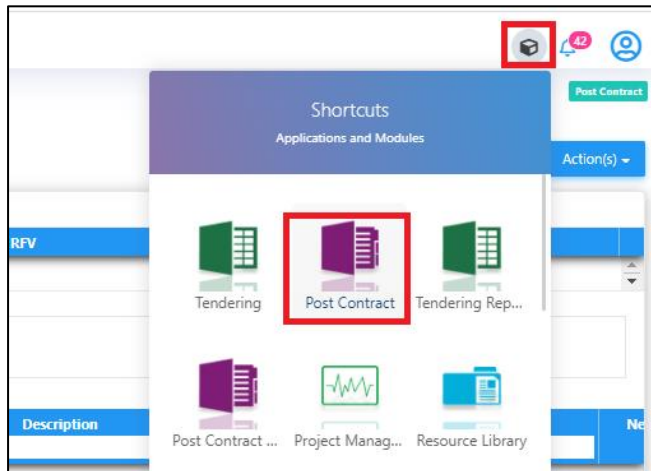 42
Post Contract
Shortcuts
Applications and Modules
Action(s)
RFV
Tendering
Post Contract
Tendering Rep...
Description
Ne
Post Contract ...
Project Manag...
Resource Library